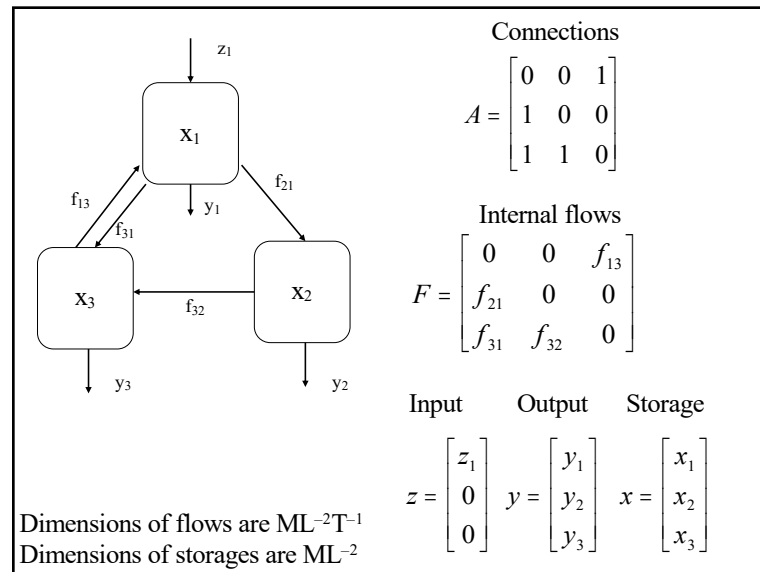 z₁
x₁
f₁₃
f₃₁
f₂₁
y₁
x₃
f₃₂
x₂
y₃
y₂
Dimensions of flows are ML⁻²T⁻¹
Dimensions of storages are ML⁻²
Connections
A = [0 0 1
1 0 0
1 1 0]
Internal flows
F = [0 0 f₁₃
f₂₁ 0 0
f₃₁ f₃₂ 0]
Input Output Storage
z = [z₁ 0 0] y = [y₁ y₂ y₃] x = [x₁ x₂ x₃]